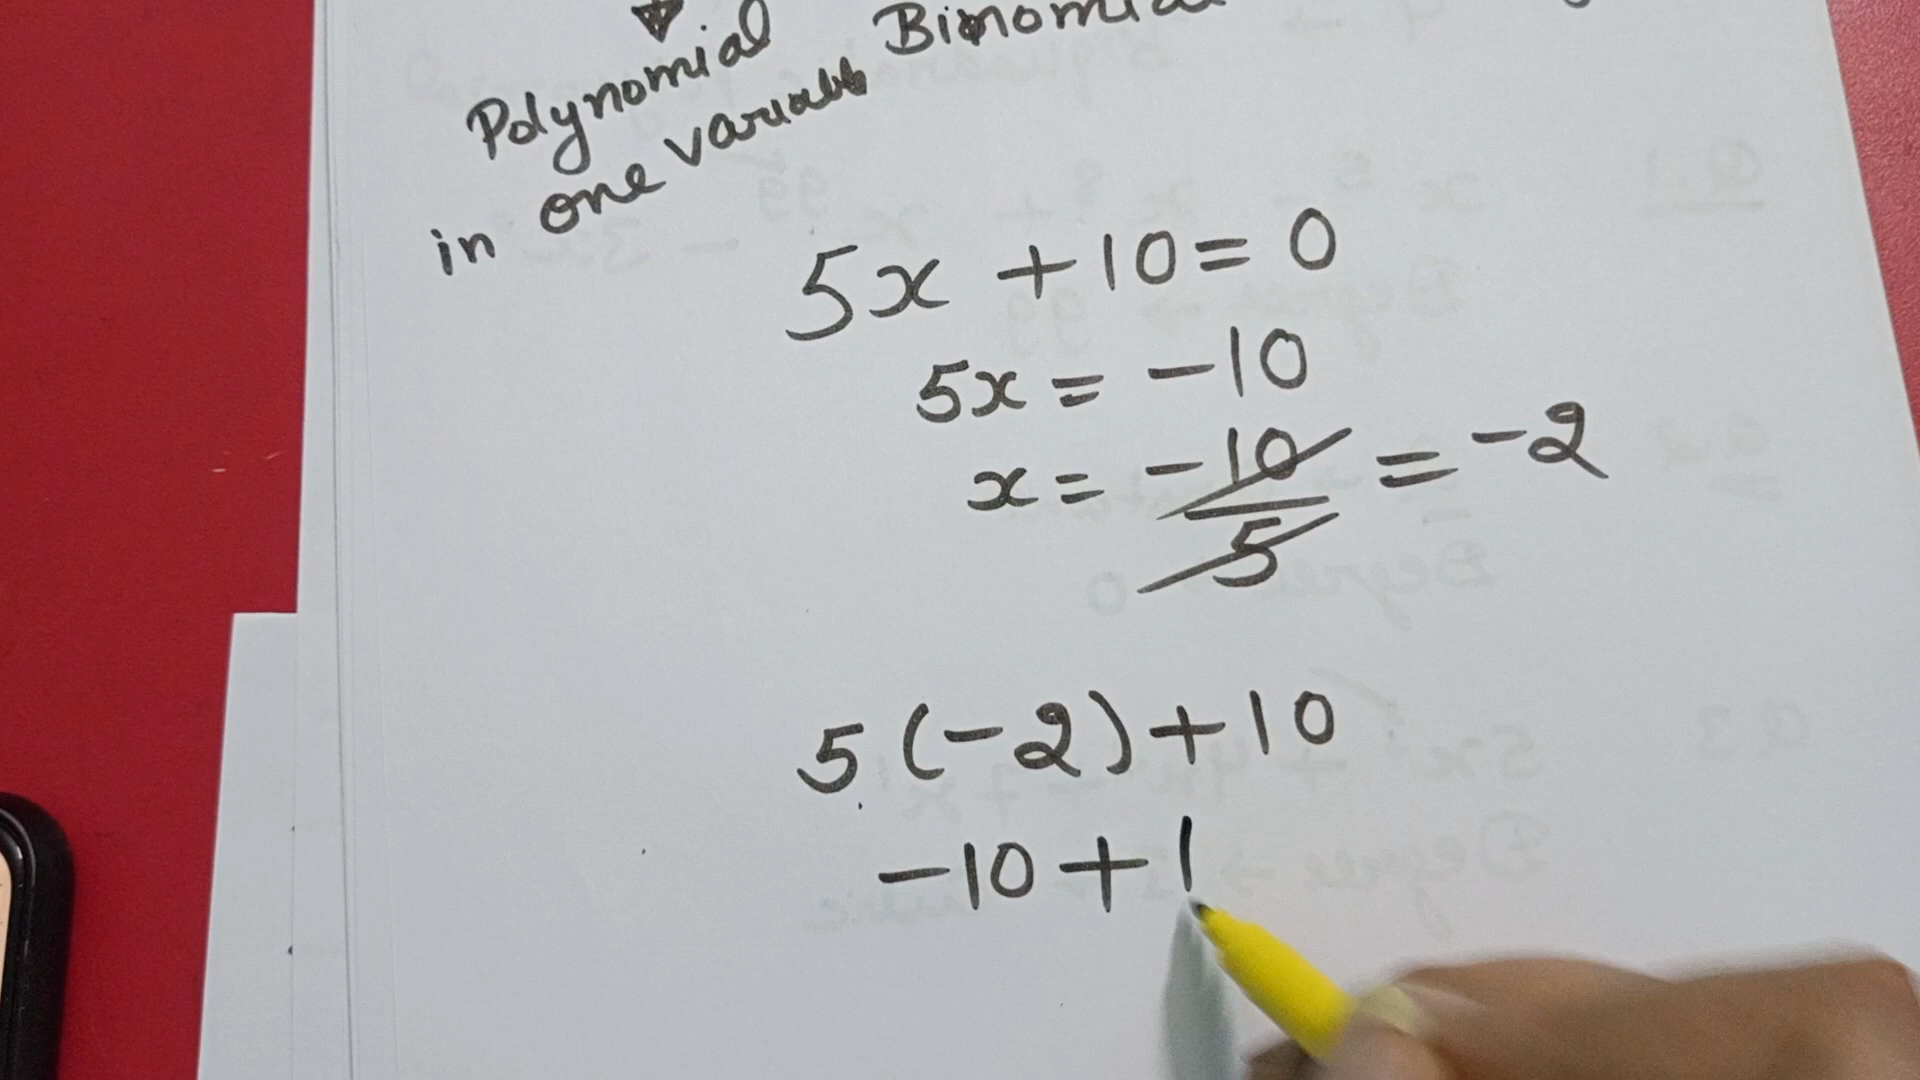 Polynomial
in one variable
Binomial
5x + 10 = 0
5x = -10
x = -10/5 = -2
5(-2) + 10
-10 + 1